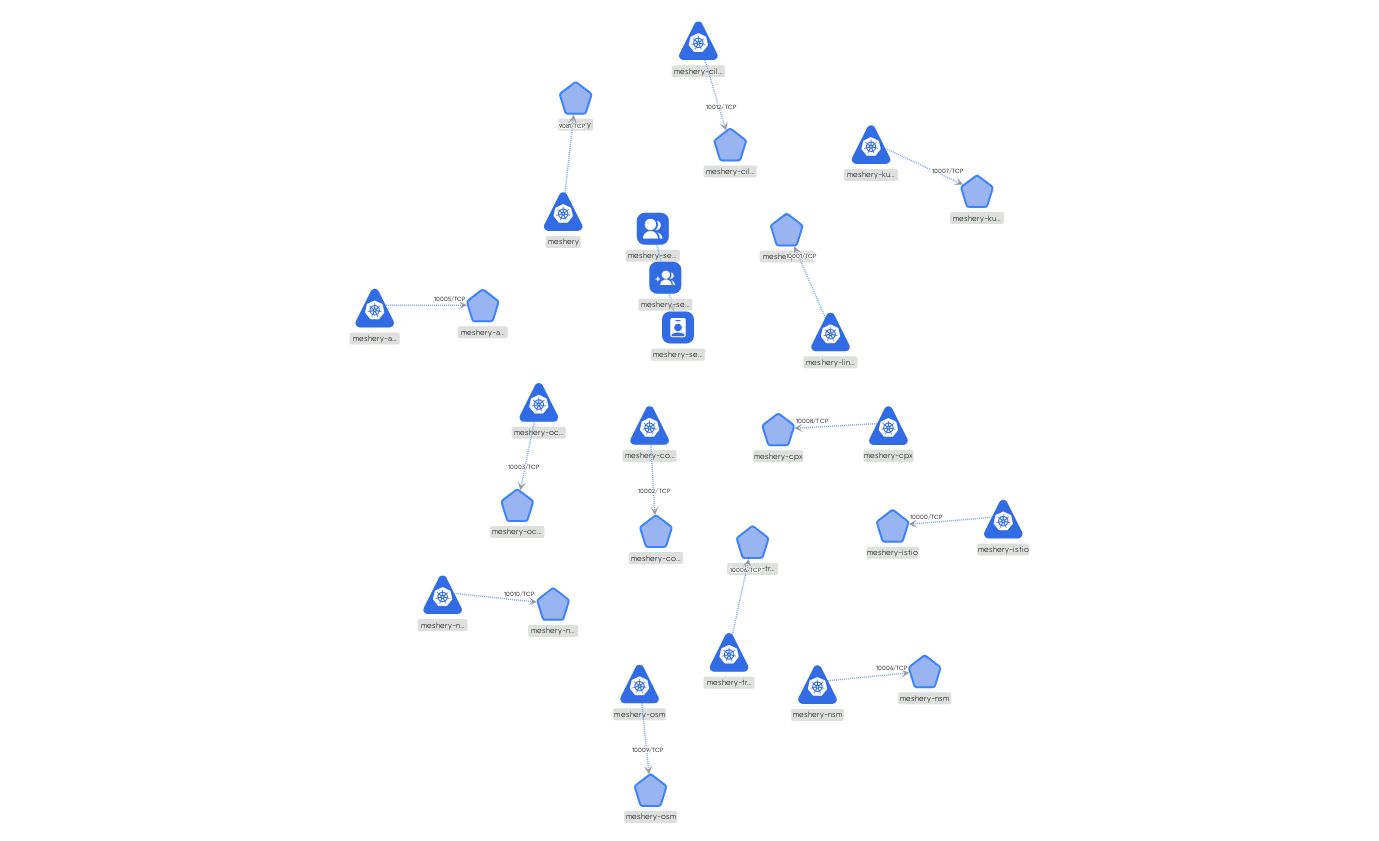 meshery-cil...
10012/TCP
meshery-cil...
9081/TCP
meshery
meshery-ku...
10007/TCP
meshery-ku...
meshery-se...
meshery-se...
meshery-se...
10001/TCP
meshery-lin...
10005/TCP
meshery-a...
meshery-a...
meshery-oc...
10003/TCP
meshery-oc...
meshery-co...
10002/TCP
meshery-co...
10008/TCP
meshery-cpx
meshery-cpx
10000/TCP
meshery-istio
meshery-istio
10006/TCP
meshery-tr...
10010/TCP
meshery-n...
meshery-n...
meshery-osm
10009/TCP
meshery-osm
10004/TCP
meshery-nsm
meshery-nsm